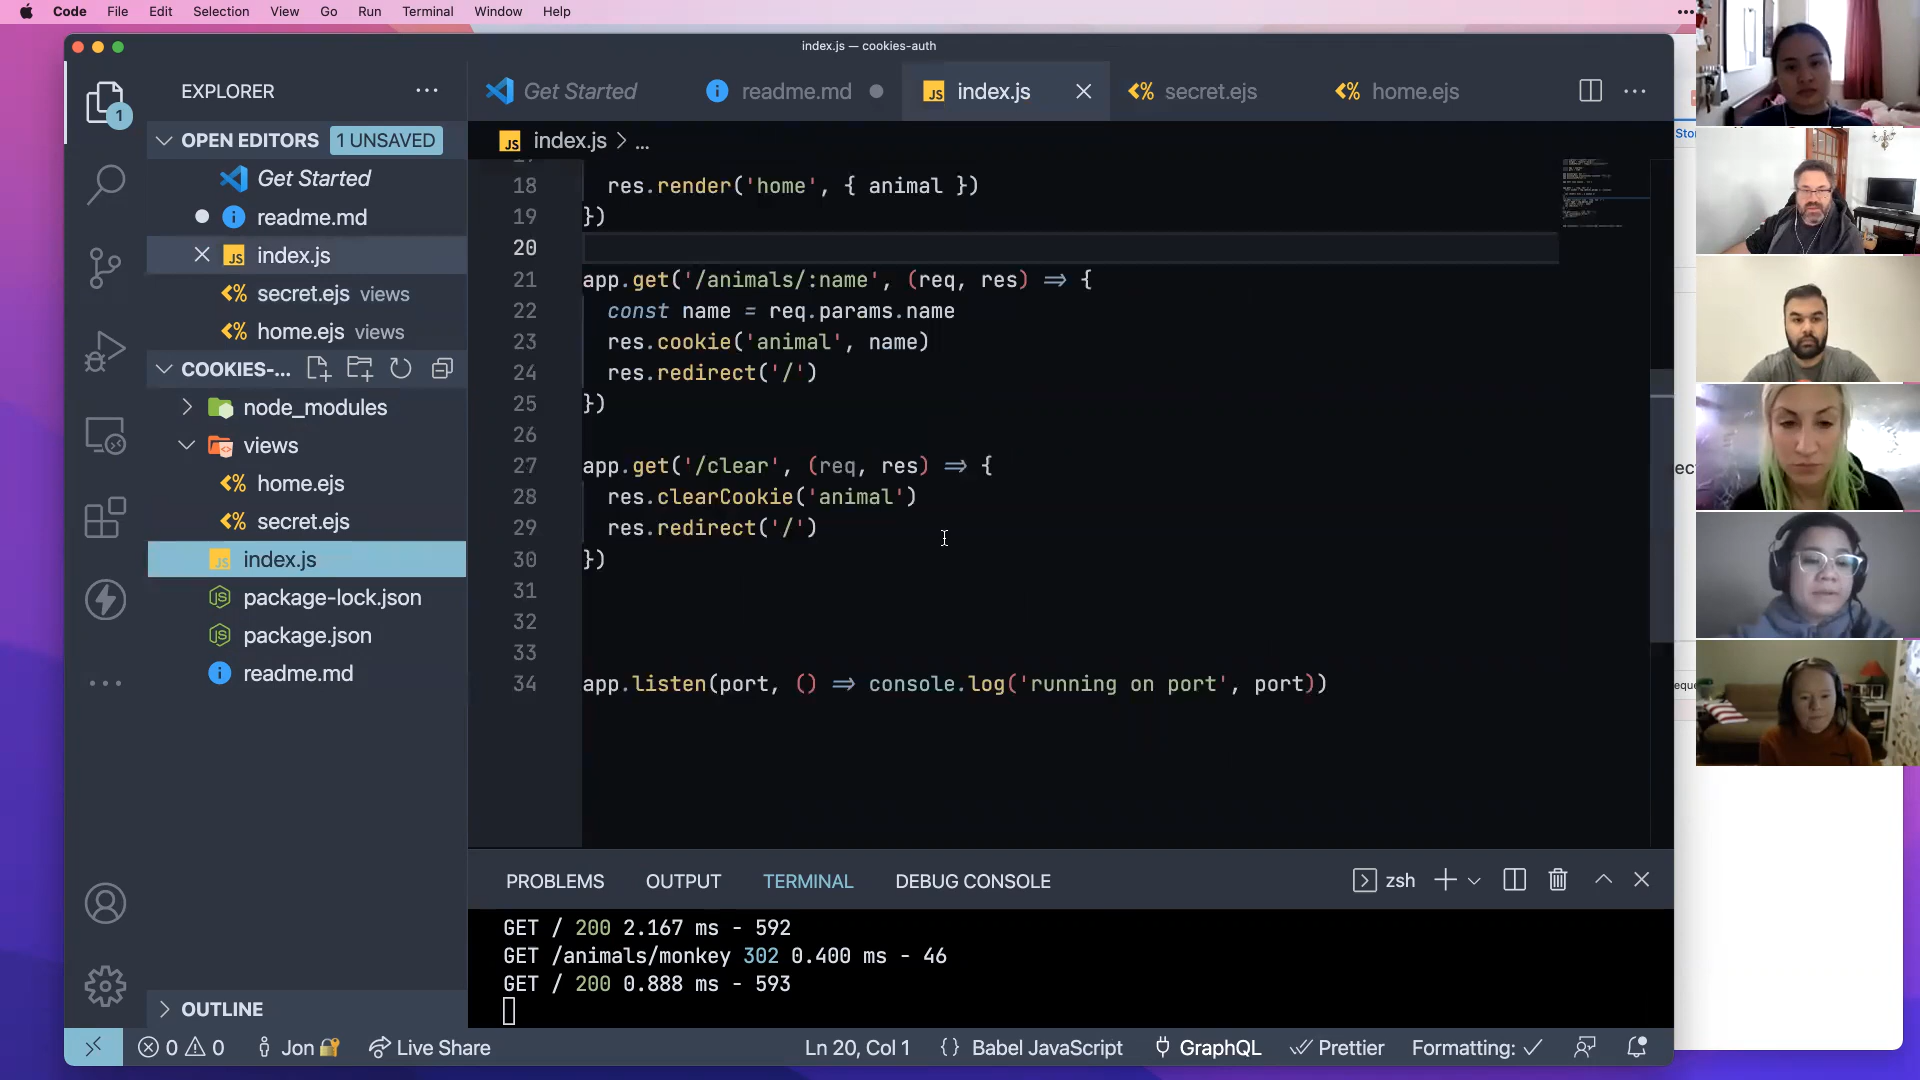 Code File Edit Selection View Go Run Terminal Window Help
index.js — cookies-auth
EXPLORER
Get Started
readme.md
index.js
secret.ejs
home.ejs
1
OPEN EDITORS 1 UNSAVED
index.js > ...
Get Started
readme.md
index.js
secret.ejs views
home.ejs views
COOKIES-...
node_modules
views
home.ejs
secret.ejs
index.js
package-lock.json
package.json
readme.md
OUTLINE
18 res.render('home', { animal })
19 })
20
21 app.get('/animals/:name', (req, res) => {
22 const name = req.params.name
23 res.cookie('animal', name)
24 res.redirect('/')
25 })
26
27 app.get('/clear', (req, res) => {
28 res.clearCookie('animal')
29 res.redirect('/')
30 })
31
32
33
34 app.listen(port, () => console.log('running on port', port))
PROBLEMS OUTPUT TERMINAL DEBUG CONSOLE
zsh
GET / 200 2.167 ms - 592
GET /animals/monkey 302 0.400 ms - 46
GET / 200 0.888 ms - 593
0 0 Jon Live Share Ln 20, Col 1 {} Babel JavaScript GraphQL Prettier Formatting: ✓